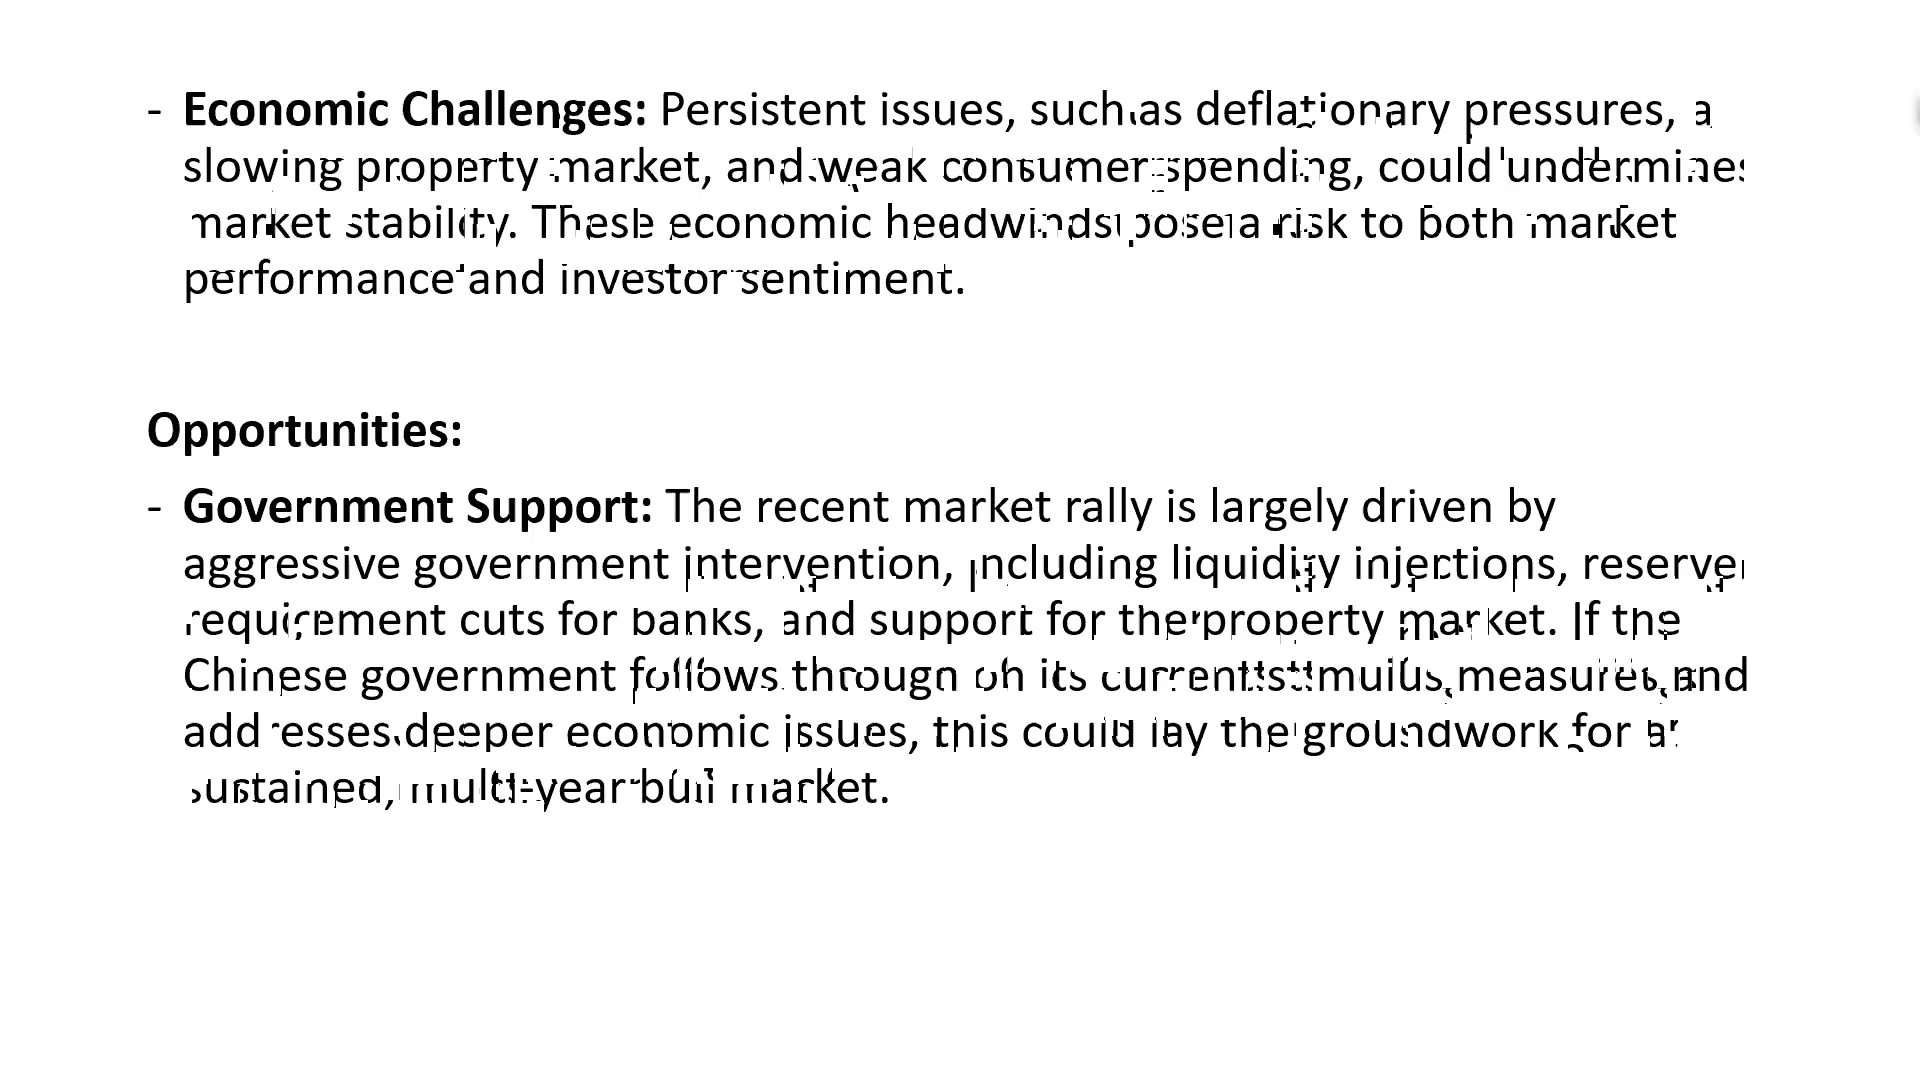 - Economic Challenges: Persistent issues, such as deflationary pressures, a
slowing property market, and weak consumer spending, could undermine
market stability. These economic headwinds pose a risk to both market
performance and investor sentiment.
Opportunities:
- Government Support: The recent market rally is largely driven by
aggressive government intervention, including liquidity injections, reserve
requirement cuts for banks, and support for the property market. If the
Chinese government follows through on its current stimulus measures and
addresses deeper economic issues, this could lay the groundwork for a
sustained, multi-year bull market.